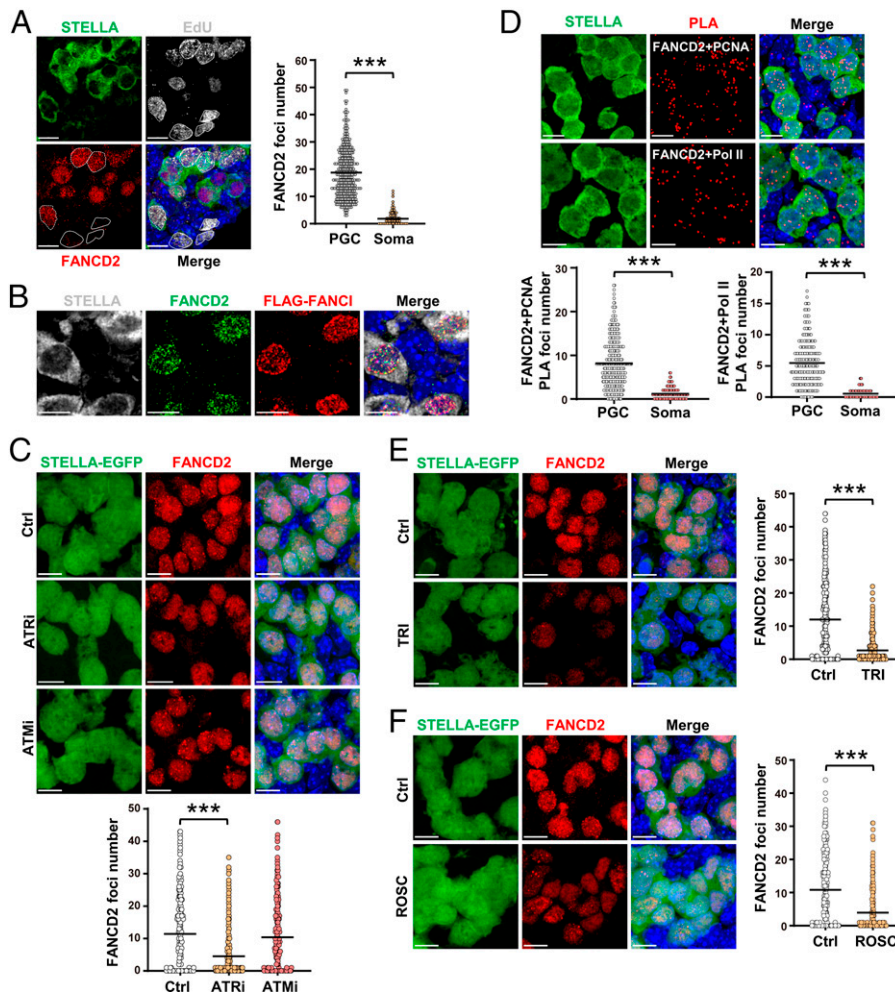 A
STELLA EdU
FANCD2 Merge
FANCD2 foci number
60
50
40
30
20
10
0
***
PGC Soma
B
STELLA FANCD2 FLAG-FANCI Merge
C
STELLA-EGFP FANCD2 Merge
Ctrl
ATRi
ATMi
FANCD2 foci number
50
40
30
20
10
0
***
Ctrl ATRi ATMi
D
STELLA PLA Merge
FANCD2+PCNA
FANCD2+Pol II
FANCD2+PCNA
PLA foci number
30
20
10
0
***
PGC Soma
FANCD2+Pol II
PLA foci number
20
15
10
5
0
***
PGC Soma
E
STELLA-EGFP FANCD2 Merge
Ctrl
TRI
FANCD2 foci number
50
40
30
20
10
0
***
Ctrl TRI
F
STELLA-EGFP FANCD2 Merge
Ctrl
ROSC
FANCD2 foci number
50
40
30
20
10
0
***
Ctrl ROSC